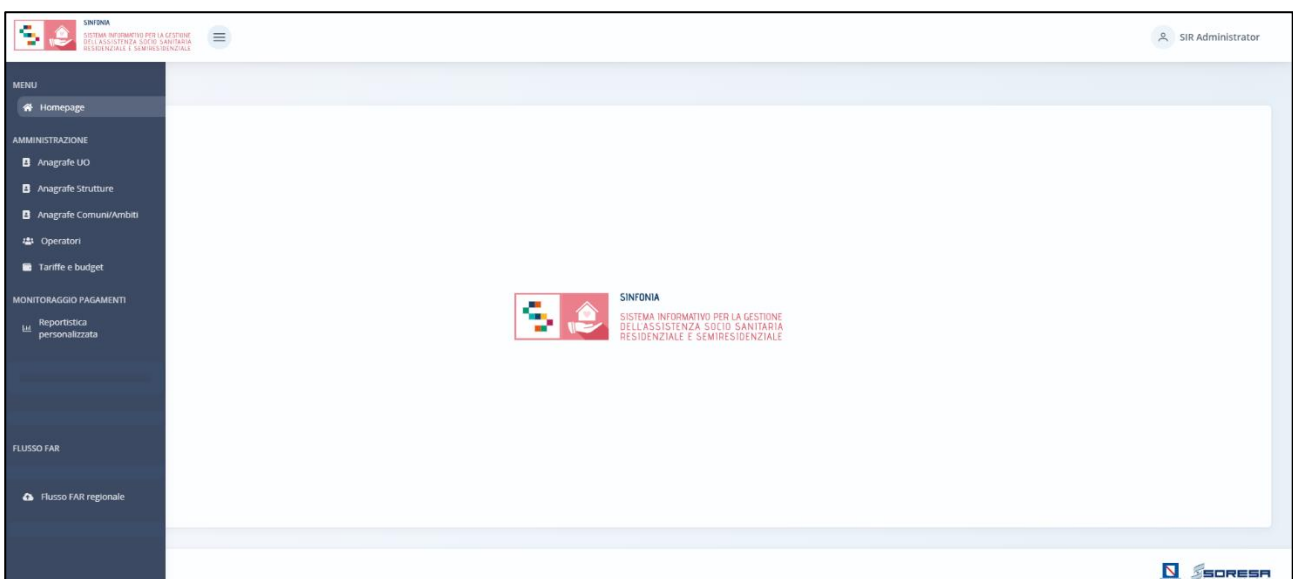 SINFONIA
SISTEMA INFORMATIVO PER LA GESTIONE
DELL'ASSISTENZA SOCIO SANITARIA
RESIDENZIALE E SEMIRESIDENZIALE
SIR Administrator
MENU
Homepage
AMMINISTRAZIONE
Anagrafe UO
Anagrafe Strutture
Anagrafe Comuni/Ambiti
Operatori
Tariffe e budget
MONITORAGGIO PAGAMENTI
Reportistica
personalizzata
FLUSSO FAR
Flusso FAR regionale
SINFONIA
SISTEMA INFORMATIVO PER LA GESTIONE
DELL'ASSISTENZA SOCIO SANITARIA
RESIDENZIALE E SEMIRESIDENZIALE
SORESA